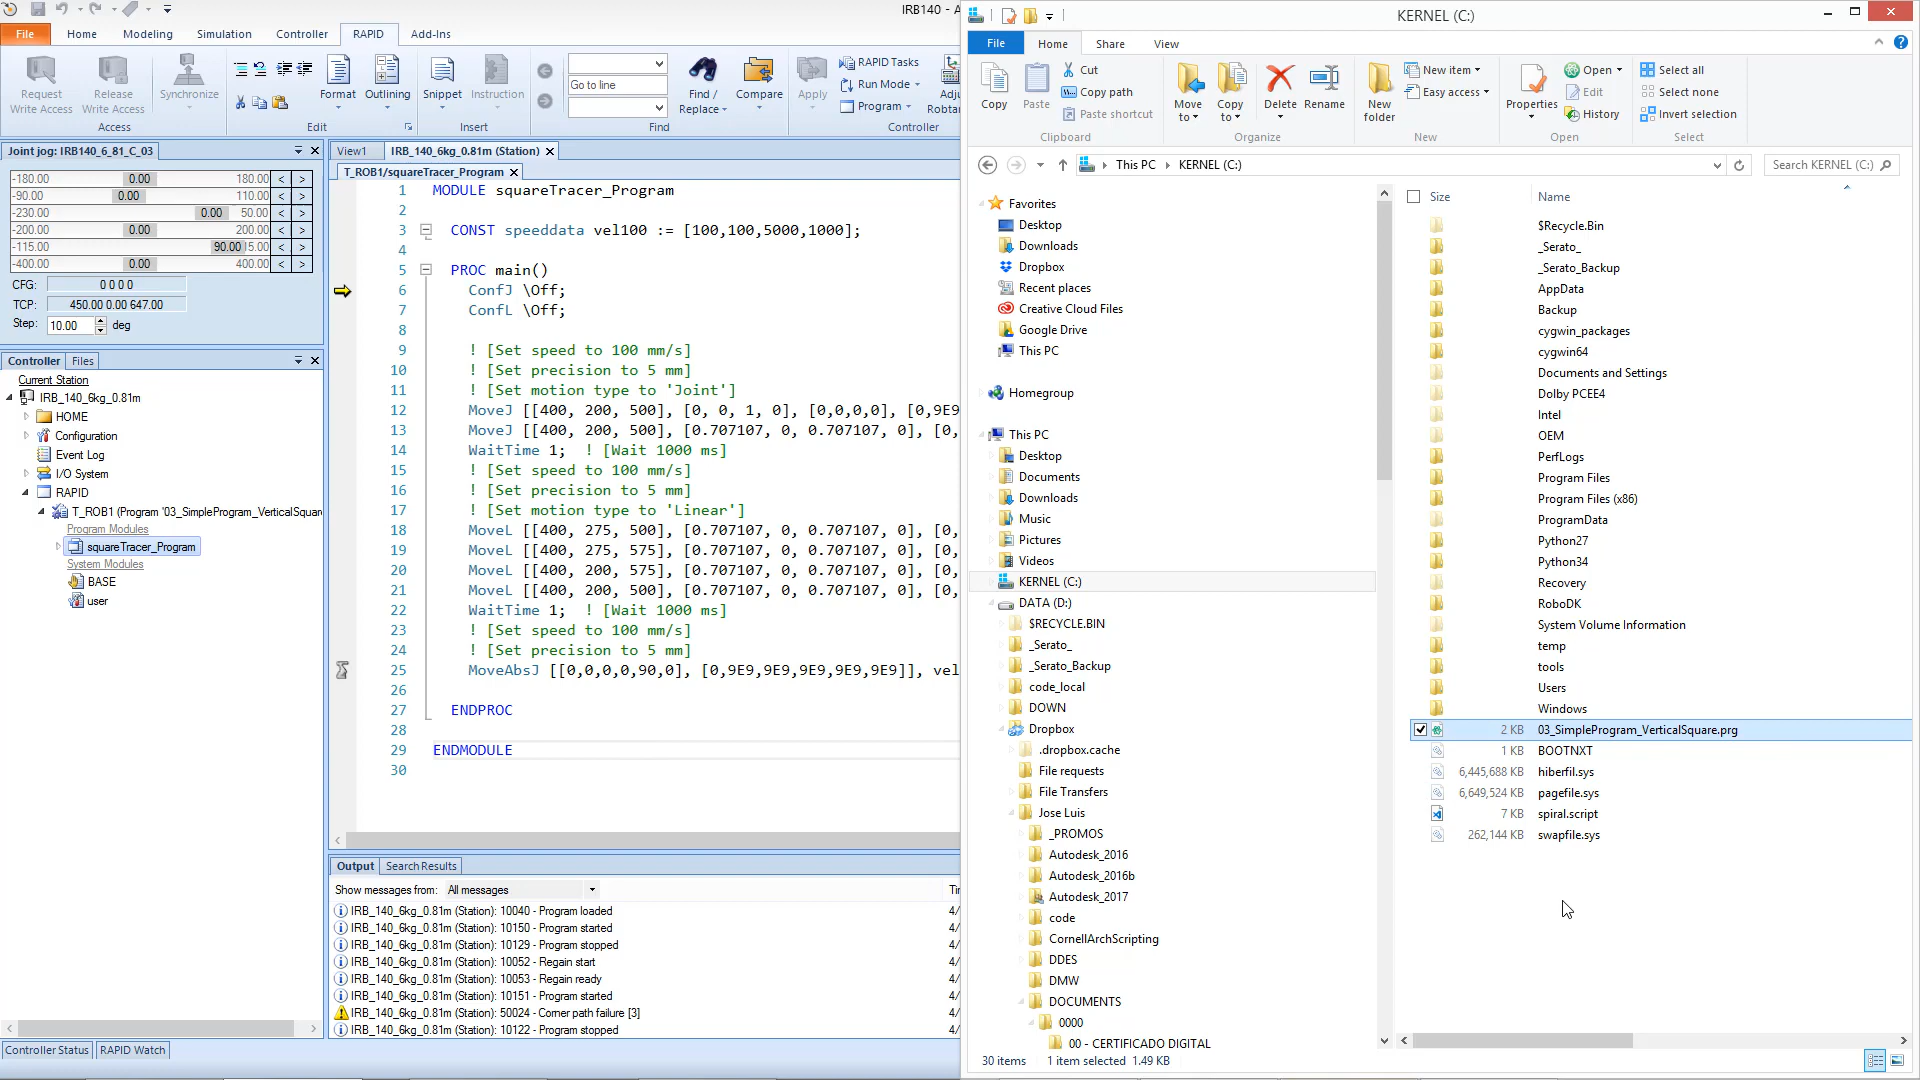 IRB140 - A
File
Home
Modeling
Simulation
Controller
RAPID
Add-Ins
Request
Write Access
Release
Write Access
Synchronize
Format
Outlining
Snippet
Instruction
Go to line
Find /
Replace
Compare
Apply
RAPID Tasks
Run Mode
Program
Adju
Robtar
Access
Edit
Insert
Find
Controller
Joint jog: IRB140_6_81_C_03
-180.00 0.00 180.00 < >
-90.00 0.00 110.00 < >
-230.00 0.00 50.00 < >
-200.00 0.00 200.00 < >
-115.00 90.00 5.00 < >
-400.00 0.00 400.00 < >
CFG: 0 0 0 0
TCP: 450.00 0.00 647.00
Step: 10.00 deg
Controller
Files
Current Station
IRB_140_6kg_0.81m
HOME
Configuration
Event Log
I/O System
RAPID
T_ROB1 (Program '03_SimpleProgram_VerticalSquar
Program Modules
squareTracer_Program
System Modules
BASE
user
Controller Status
RAPID Watch
View1
IRB_140_6kg_0.81m (Station)
T_ROB1/squareTracer_Program
1 MODULE squareTracer_Program
2
3 CONST speeddata vel100 := [100,100,5000,1000];
4
5 PROC main()
6 ConfJ \Off;
7 ConfL \Off;
8
9 ! [Set speed to 100 mm/s]
10 ! [Set precision to 5 mm]
11 ! [Set motion type to 'Joint']
12 MoveJ [[400, 200, 500], [0, 0, 1, 0], [0,0,0,0], [0,9E9
13 MoveJ [[400, 200, 500], [0.707107, 0, 0.707107, 0], [0,
14 WaitTime 1; ! [Wait 1000 ms]
15 ! [Set speed to 100 mm/s]
16 ! [Set precision to 5 mm]
17 ! [Set motion type to 'Linear']
18 MoveL [[400, 275, 500], [0.707107, 0, 0.707107, 0], [0,
19 MoveL [[400, 275, 575], [0.707107, 0, 0.707107, 0], [0,
20 MoveL [[400, 200, 575], [0.707107, 0, 0.707107, 0], [0,
21 MoveL [[400, 200, 500], [0.707107, 0, 0.707107, 0], [0,
22 WaitTime 1; ! [Wait 1000 ms]
23 ! [Set speed to 100 mm/s]
24 ! [Set precision to 5 mm]
25 MoveAbsJ [[0,0,0,0,90,0], [0,9E9,9E9,9E9,9E9,9E9]], vel
26
27 ENDPROC
28
29 ENDMODULE
30
Output
Search Results
Show messages from: All messages
Tir
IRB_140_6kg_0.81m (Station): 10040 - Program loaded 4/
IRB_140_6kg_0.81m (Station): 10150 - Program started 4/
IRB_140_6kg_0.81m (Station): 10129 - Program stopped 4/
IRB_140_6kg_0.81m (Station): 10052 - Regain start 4/
IRB_140_6kg_0.81m (Station): 10053 - Regain ready 4/
IRB_140_6kg_0.81m (Station): 10151 - Program started 4/
IRB_140_6kg_0.81m (Station): 50024 - Corner path failure [3] 4/
IRB_140_6kg_0.81m (Station): 10122 - Program stopped 4/
KERNEL (C:)
File
Home
Share
View
Copy
Paste
Cut
Copy path
Paste shortcut
Move
to
Copy
to
Delete
Rename
New
folder
New item
Easy access
Properties
Open
Edit
History
Select all
Select none
Invert selection
Clipboard
Organize
New
Open
Select
This PC
KERNEL (C:)
Search KERNEL (C:)
Favorites
Desktop
Downloads
Dropbox
Recent places
Creative Cloud Files
Google Drive
This PC
Homegroup
This PC
Desktop
Documents
Downloads
Music
Pictures
Videos
KERNEL (C:)
DATA (D:)
$RECYCLE.BIN
_Serato_
_Serato_Backup
code_local
DOWN
Dropbox
.dropbox.cache
File requests
File Transfers
Jose Luis
_PROMOS
Autodesk_2016
Autodesk_2016b
Autodesk_2017
code
CornellArchScripting
DDES
DMW
DOCUMENTS
0000
00 - CERTIFICADO DIGITAL
Size Name
$Recycle.Bin
_Serato_
_Serato_Backup
AppData
Backup
cygwin_packages
cygwin64
Documents and Settings
Dolby PCEE4
Intel
OEM
PerfLogs
Program Files
Program Files (x86)
ProgramData
Python27
Python34
Recovery
RoboDK
System Volume Information
temp
tools
Users
Windows
2 KB 03_SimpleProgram_VerticalSquare.prg
1 KB BOOTNXT
6,445,688 KB hiberfil.sys
6,649,524 KB pagefile.sys
7 KB spiral.script
262,144 KB swapfile.sys
30 items 1 item selected 1.49 KB